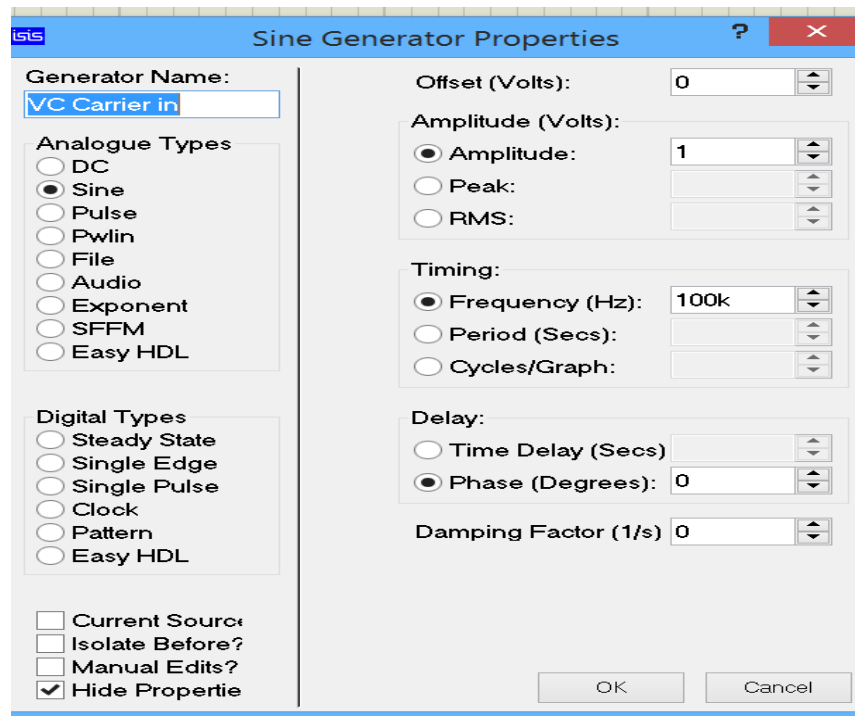 isis
Sine Generator Properties
?
Generator Name:
VC Carrier in
Analogue Types
DC
Sine
Pulse
Pwlin
File
Audio
Exponent
SFFM
Easy HDL
Digital Types
Steady State
Single Edge
Single Pulse
Clock
Pattern
Easy HDL
Current Source
Isolate Before?
Manual Edits?
Hide Propertie
Offset (Volts): 0
Amplitude (Volts):
Amplitude: 1
Peak:
RMS:
Timing:
Frequency (Hz): 100k
Period (Secs):
Cycles/Graph:
Delay:
Time Delay (Secs)
Phase (Degrees): 0
Damping Factor (1/s) 0
OK Cancel